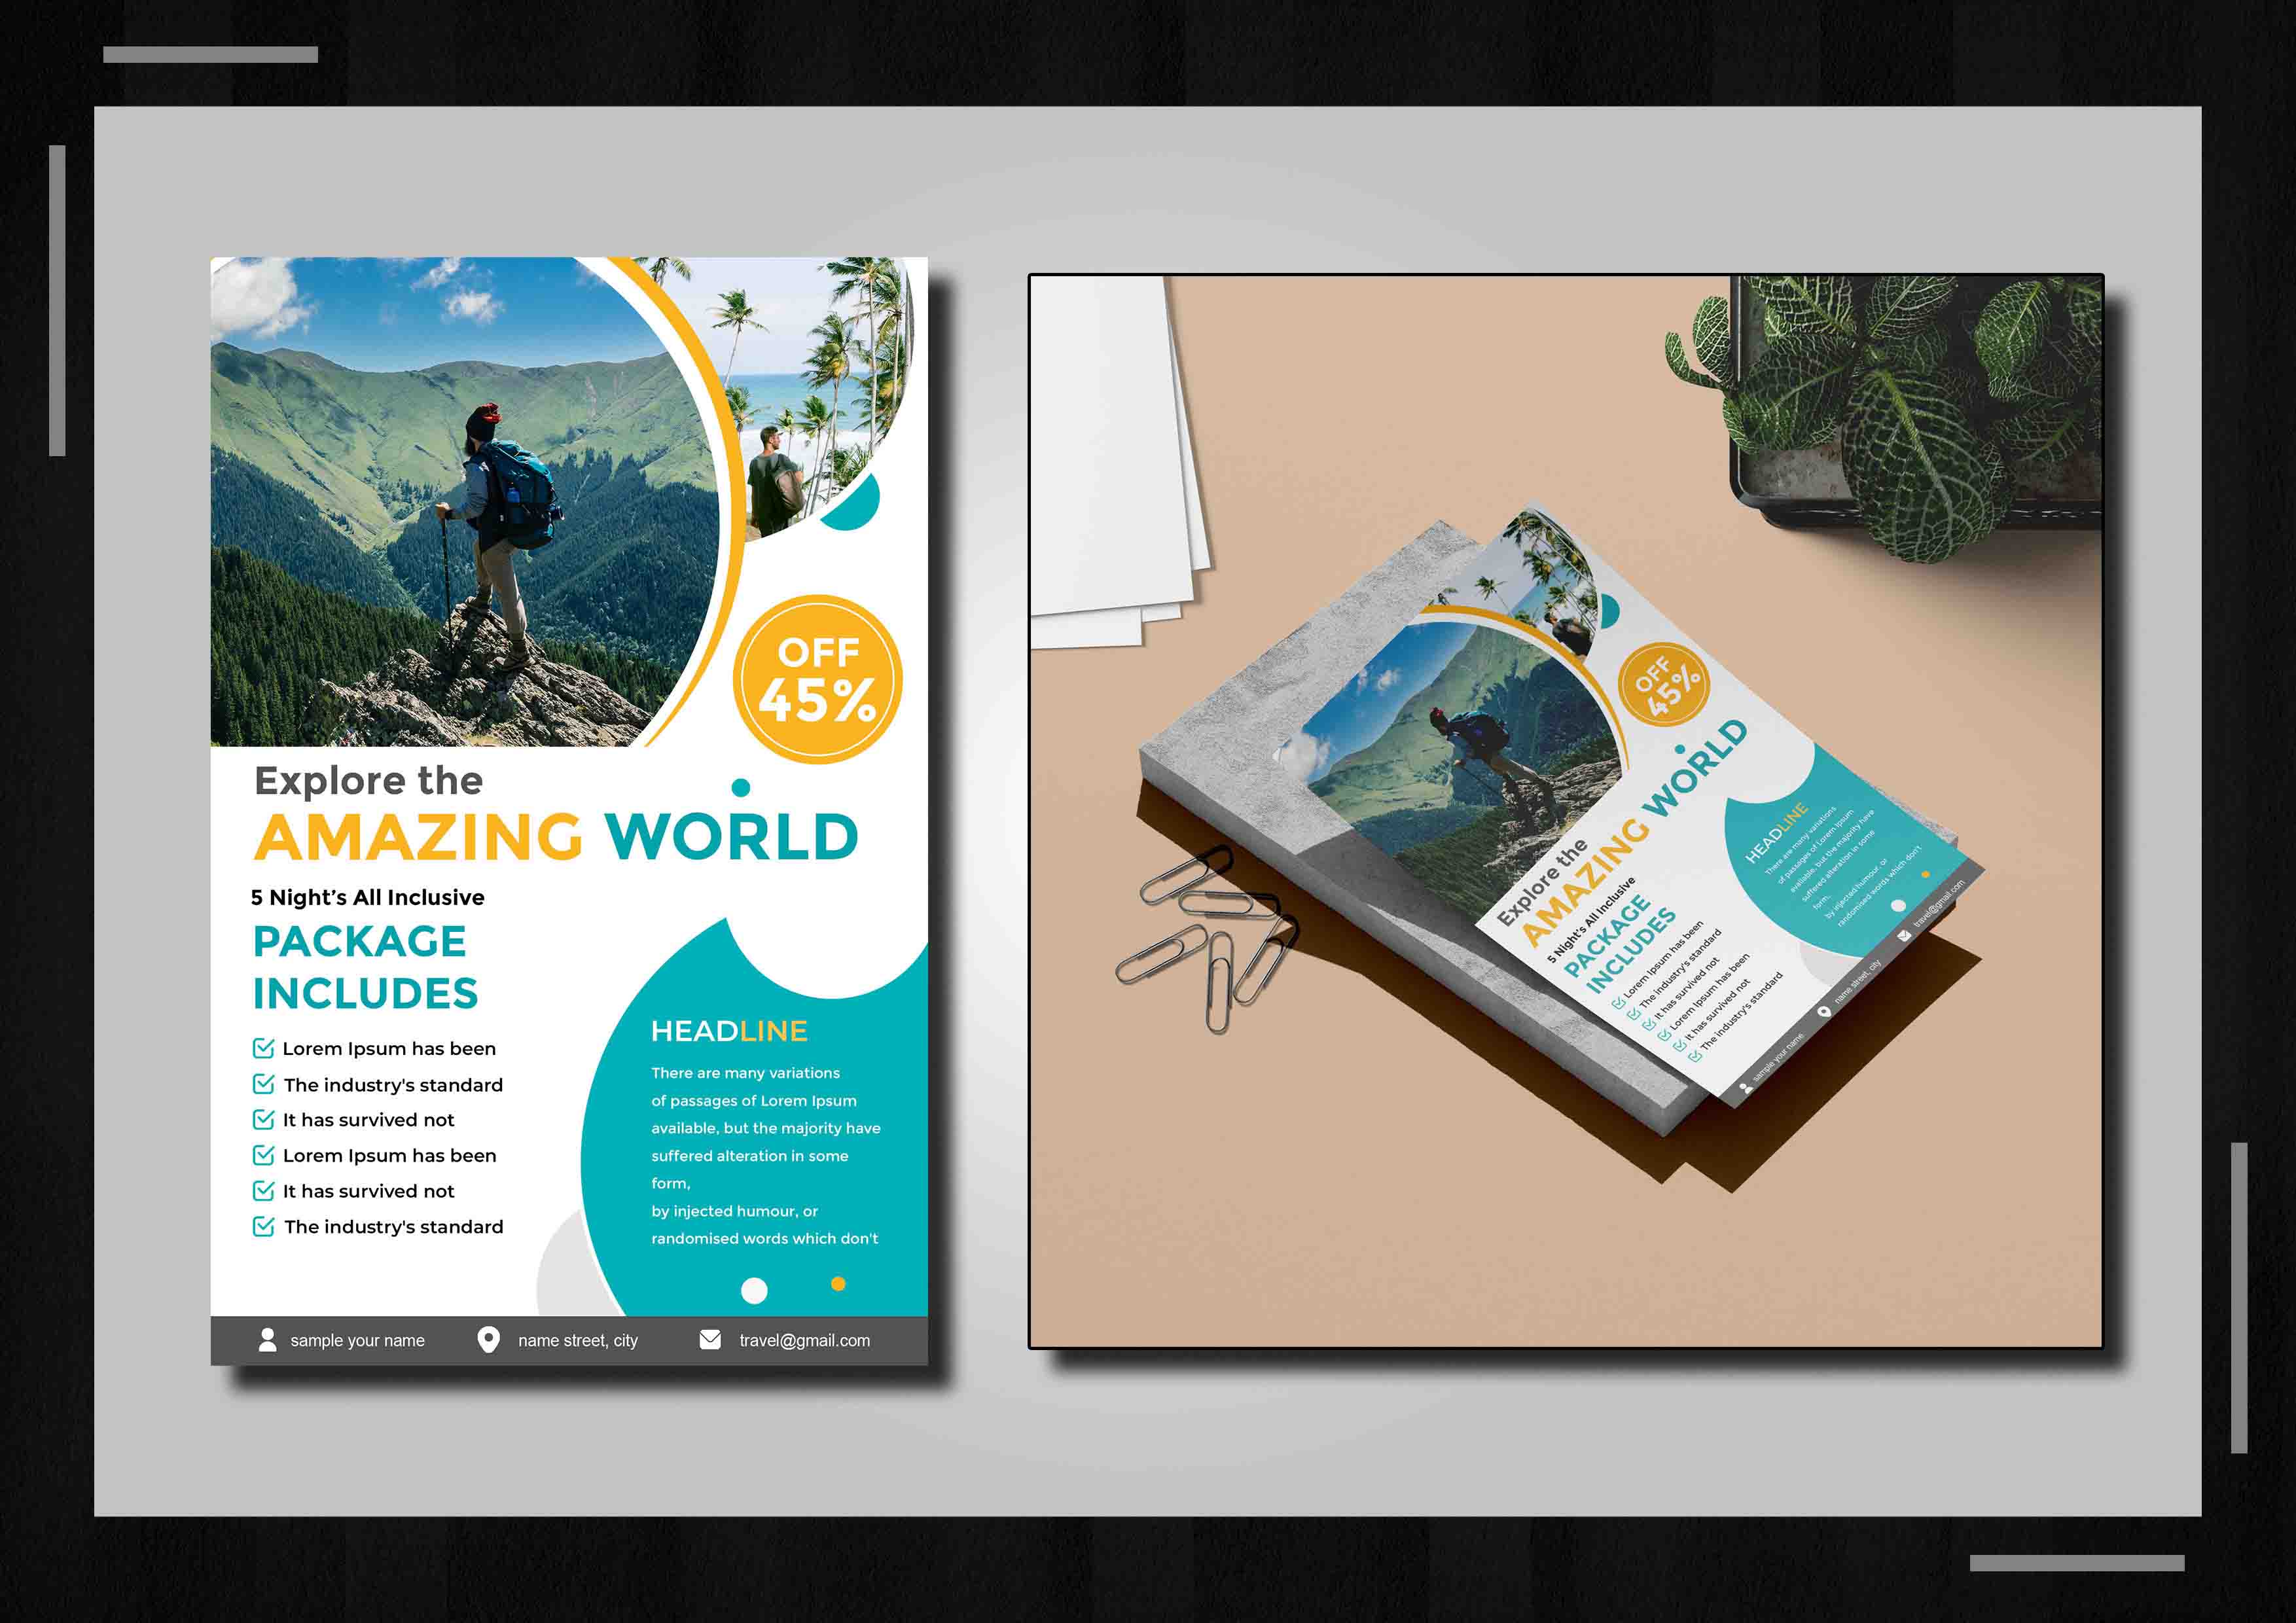 OFF
45%
Explore the
AMAZING WORLD
5 Night's All Inclusive
PACKAGE
INCLUDES
Lorem Ipsum has been
The industry's standard
It has survived not
Lorem Ipsum has been
It has survived not
The industry's standard
HEADLINE
There are many variations
of passages of Lorem Ipsum
available, but the majority have
suffered alteration in some
form,
by injected humour, or
randomised words which don't
sample your name
name street, city
travel@gmail.com
OFF
45%
Explore the
AMAZING WORLD
5 Night's All Inclusive
PACKAGE
INCLUDES
Lorem Ipsum has been
The industry's standard
It has survived not
Lorem Ipsum has been
It has survived not
The industry's standard
HEADLINE
There are many variations
of passages of Lorem Ipsum
available, but the majority have
suffered alteration in some
form,
by injected humour, or
randomised words which don't
sample your name
name street, city
travel@gmail.com